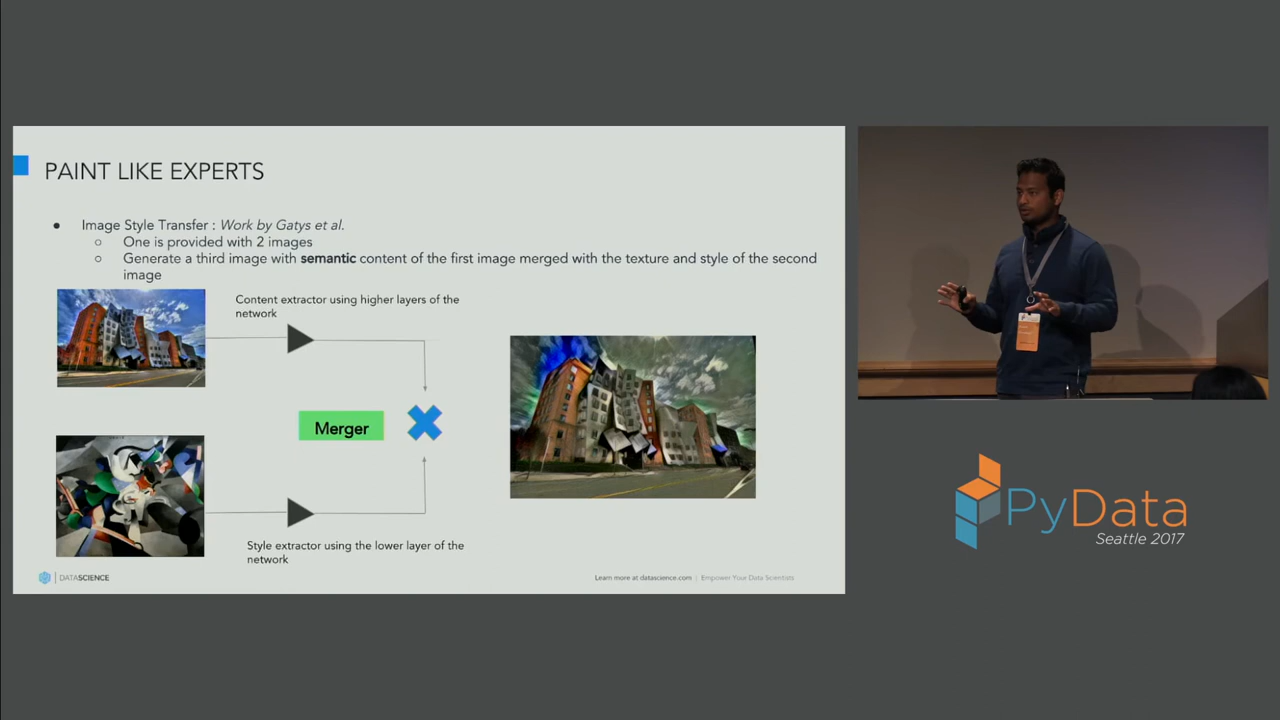 PAINT LIKE EXPERTS
● Image Style Transfer : Work by Gatys et al.
○ One is provided with 2 images
○ Generate a third image with semantic content of the first image merged with the texture and style of the second
image
Content extractor using higher layers of the
network
Merger
Style extractor using the lower layer of the
network
DATASCIENCE
Learn more at datascience.com | Empower Your Data Scientists
PyData
Seattle 2017